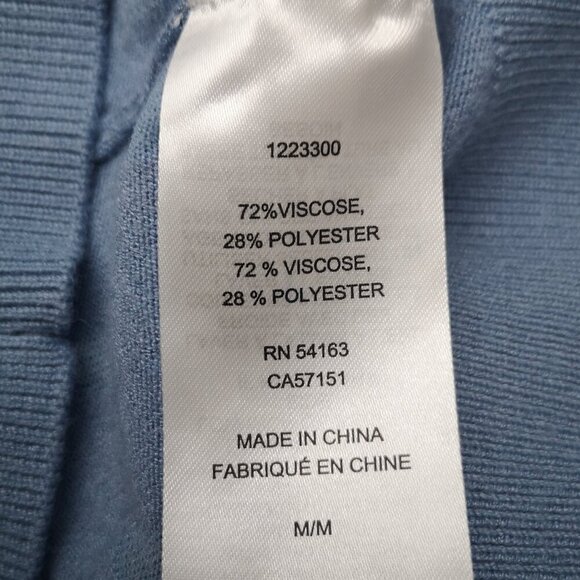 1223300
72%VISCOSE,
28% POLYESTER
72 % VISCOSE,
28 % POLYESTER
RN 54163
CA57151
MADE IN CHINA
FABRIQUÉ EN CHINE
M/M